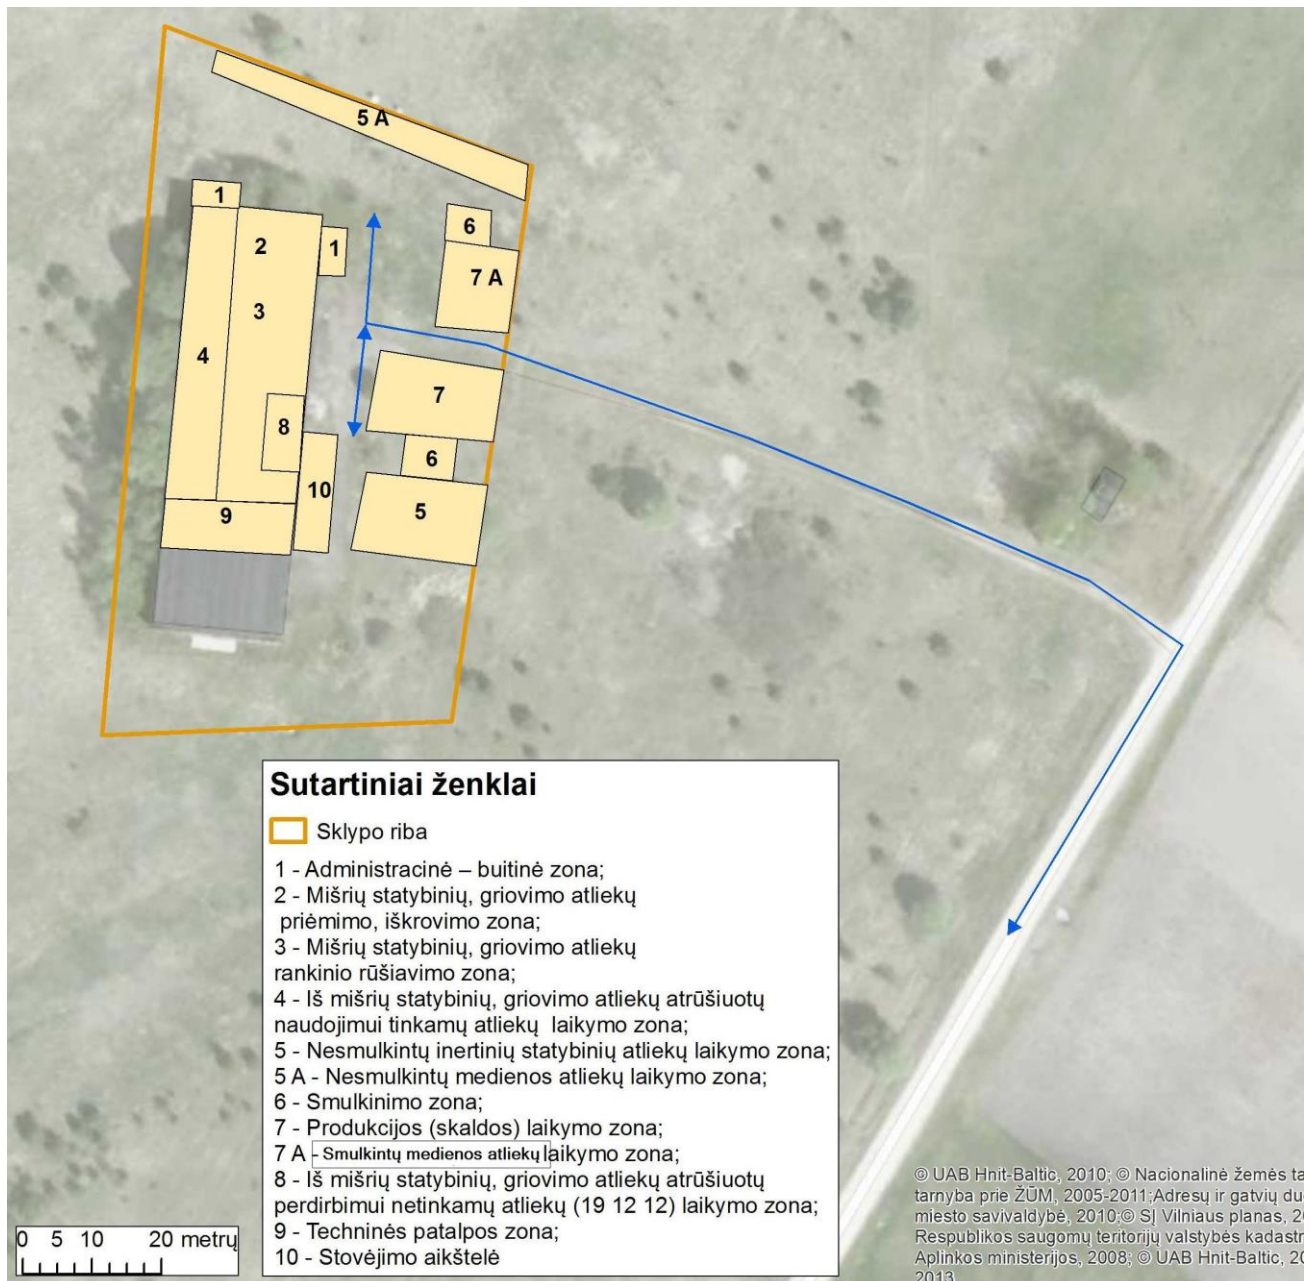 5 A
1
2
6
1
7 A
3
4
7
8
6
10
5
9
Sutartiniai ženklai
Sklypo riba
1 - Administracinė – buitinė zona;
2 - Mišrių statybinių, griovimo atliekų
priėmimo, iškrovimo zona;
3 - Mišrių statybinių, griovimo atliekų
rankinio rūšiavimo zona;
4 - Iš mišrių statybinių, griovimo atliekų atrūšiuotų
naudojimui tinkamų atliekų laikymo zona;
5 - Nesmulkintų inertinių statybinių atliekų laikymo zona;
5 A - Nesmulkintų medienos atliekų laikymo zona;
6 - Smulkinimo zona;
7 - Produkcijos (skaldos) laikymo zona;
7 A - Smulkintų medienos atliekų laikymo zona;
8 - Iš mišrių statybinių, griovimo atliekų atrūšiuotų
perdirbimui netinkamų atliekų (19 12 12) laikymo zona;
9 - Techninės patalpos zona;
10 - Stovėjimo aikštelė
0 5 10 20 metrų
© UAB Hnit-Baltic, 2010; © Nacionalinė žemės ta
tarnyba prie ŽŪM, 2005-2011;Adresų ir gatvių du
miesto savivaldybė, 2010;© SĮ Vilniaus planas, 20
Respublikos saugomų teritorijų valstybės kadastr
Aplinkos ministerijos, 2008; © UAB Hnit-Baltic, 20
2013